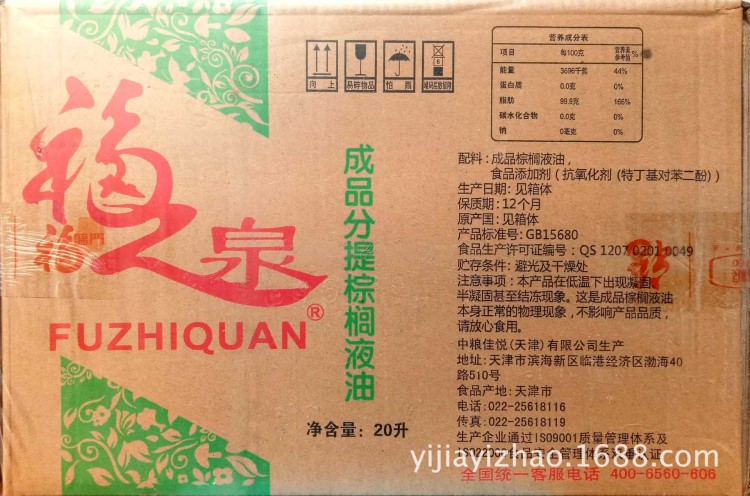 福之泉
FUZHIQUAN®
成品分提棕榈液油
净含量：20升
向 上
易碎物品
怕 雨
6
营养成分表
项目 每100克 营养素参考值%
能量 3696千焦 44%
蛋白质 0.0克 0%
脂肪 99.9克 166%
碳水化合物 0.0克 0%
钠 0毫克 0%
配料：成品棕榈液油，
食品添加剂（抗氧化剂（特丁基对苯二酚））
生产日期：见箱体
保质期：12个月
原产国：见箱体
产品标准号：GB15680
食品生产许可证编号：QS 1207 0201 0049
贮存条件：避光及干燥处
注意事项：本产品在低温下出现凝固、
半凝固甚至结冻现象。这是成品棕榈液油
本身正常的物理现象，不影响产品品质，
请放心食用。
中粮佳悦（天津）有限公司生产
地址：天津市滨海新区临港经济区渤海40
路510号
食品产地：天津市
电话：022-25618116
传真：022-25618119
生产企业通过ISO9001质量管理体系及
全国统一客服电话 400-6560-606
yijiayizhao.1688.com